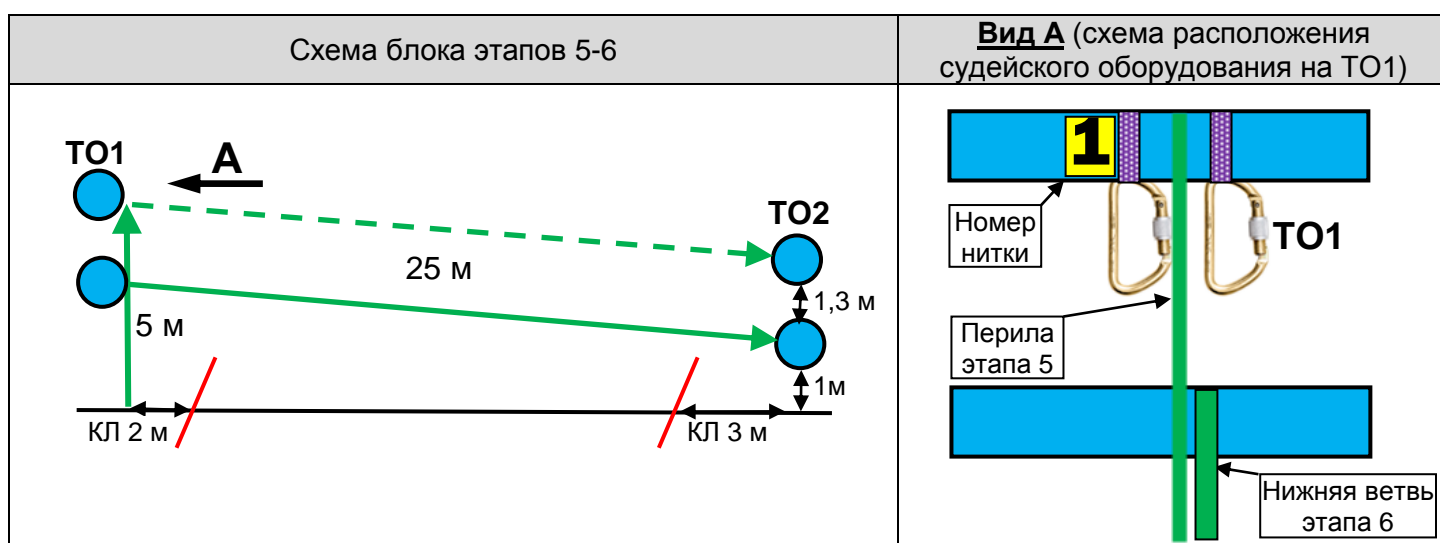 Схема блока этапов 5-6
Вид А (схема расположения
судейского оборудования на ТО1)
ТО1
А
ТО2
25 м
1,3 м
5 м
1м
КЛ 2 м
КЛ 3 м
1
Номер
нитки
ТО1
Перила
этапа 5
Нижняя ветвь
этапа 6